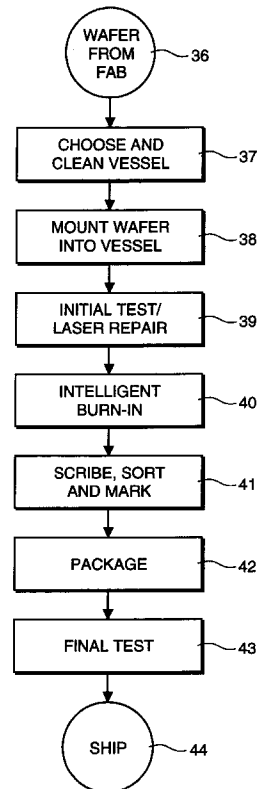 WAFER
FROM
FAB
36
CHOOSE AND
CLEAN VESSEL
37
MOUNT WAFER
INTO VESSEL
38
INITIAL TEST/
LASER REPAIR
39
INTELLIGENT
BURN-IN
40
SCRIBE, SORT
AND MARK
41
PACKAGE
42
FINAL TEST
43
SHIP
44